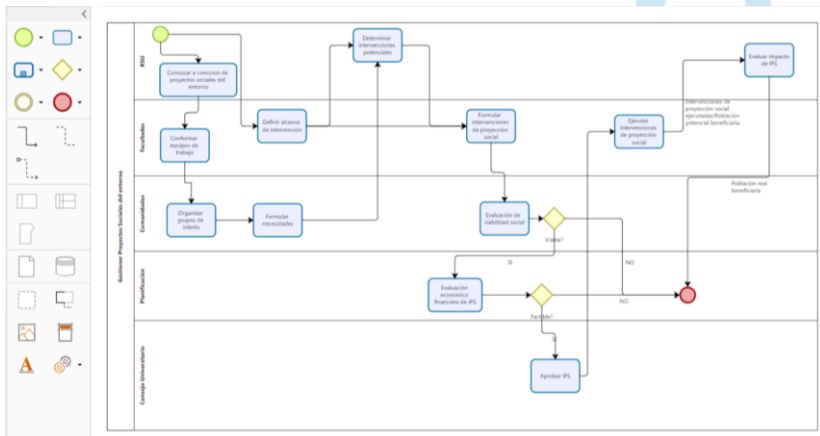 Gestionar Proyectos Sociales del entorno
RSU
Convocar a concurso de
proyectos sociales del
entorno
Determinar
intervenciones
potenciales
Evaluar impacto
de IPS
Facultades
Conformar
equipos de
trabajo
Definir alcance
de intervención
Formular
intervenciones
de proyección
social
Ejecutar
intervenciones
de proyección
social
Intervenciones de
proyección social
ejecutadas/Población
potencial beneficiaria
Comunidades
Organizar
grupos de
interés
Formular
necesidades
Evaluación de
viabilidad social
Viable?
Población real
beneficiaria
SI
NO
Planificación
Evaluación
económica
financiera de IPS
Factible?
NO
SI
Consejo Universitario
Aprobar IPS
A